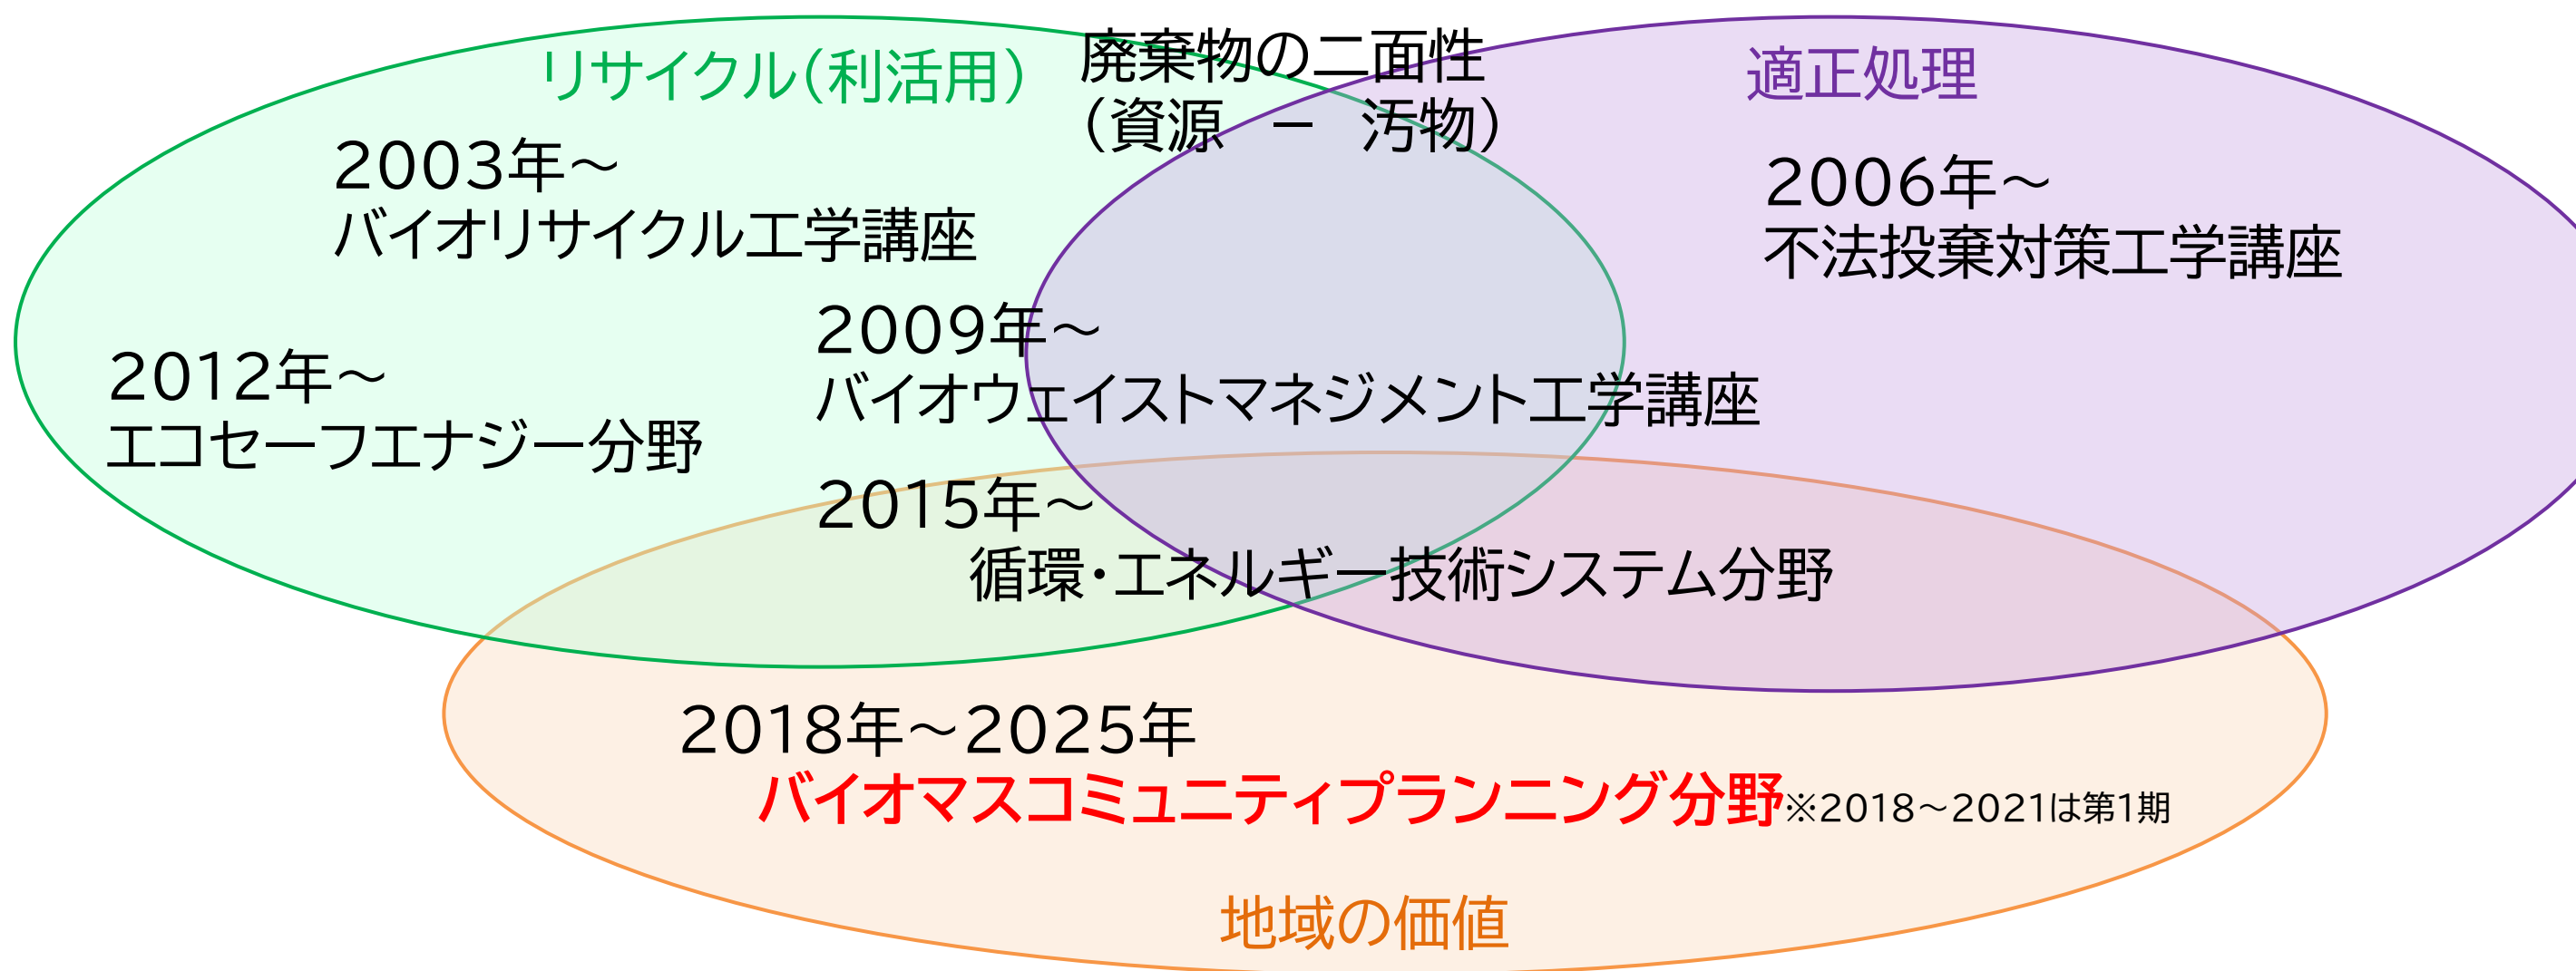 廃棄物の二面性
（資源　－　汚物）
リサイクル（利活用）
適正処理
2003年～
バイオリサイクル工学講座
2006年～
不法投棄対策工学講座
2009年～
バイオウェイストマネジメント工学講座
2012年～
エコセーフエナジー分野
2015年～
循環・エネルギー技術システム分野
2018年～2025年
バイオマスコミュニティプランニング分野※2018～2021は第1期
地域の価値